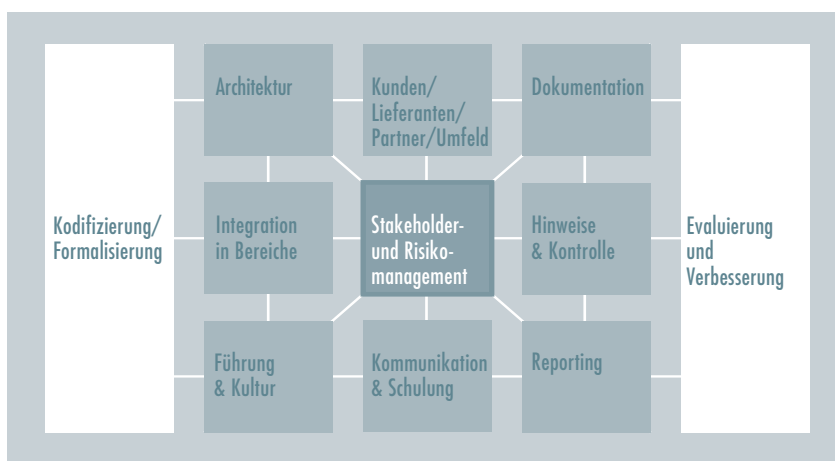 Architektur
Kunden/
Lieferanten/
Partner/Umfeld
Dokumentation
Kodifizierung/
Formalisierung
Integration
in Bereiche
Stakeholder-
und Risiko-
management
Hinweise
& Kontrolle
Evaluierung
und
Verbesserung
Führung
& Kultur
Kommunikation
& Schulung
Reporting